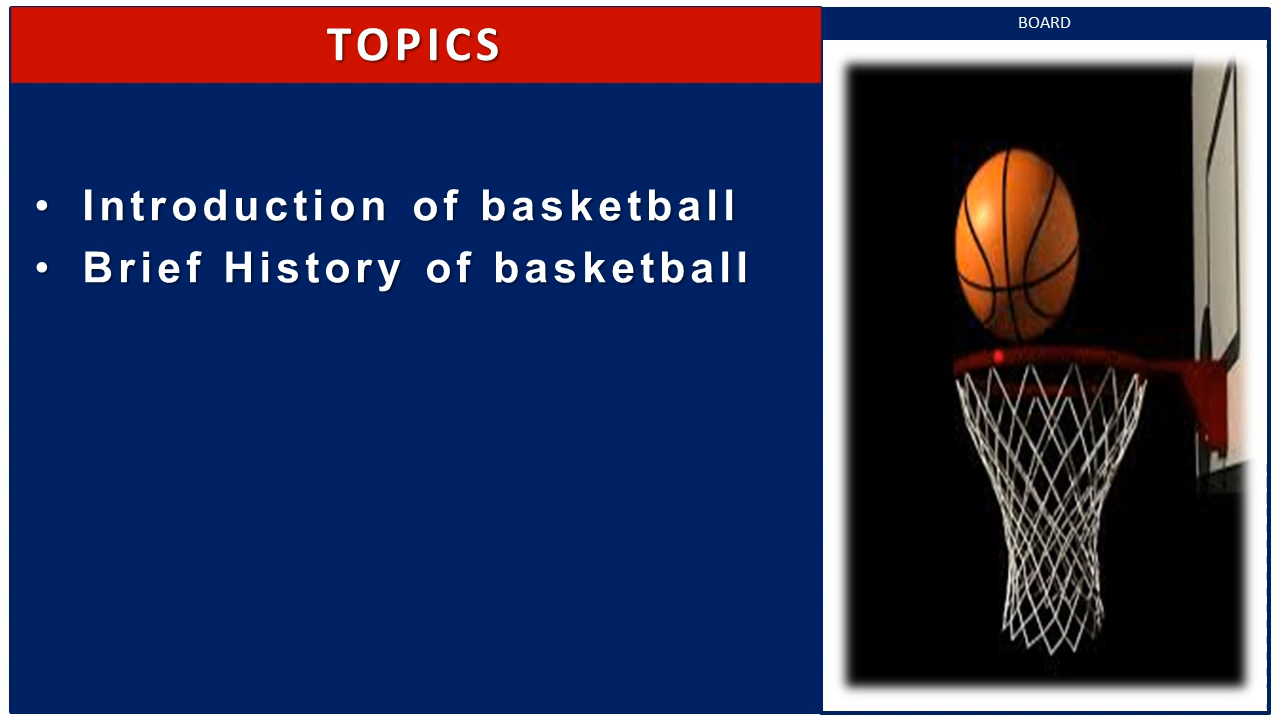 TOPICS
BOARD
• Introduction of basketball
• Brief History of basketball